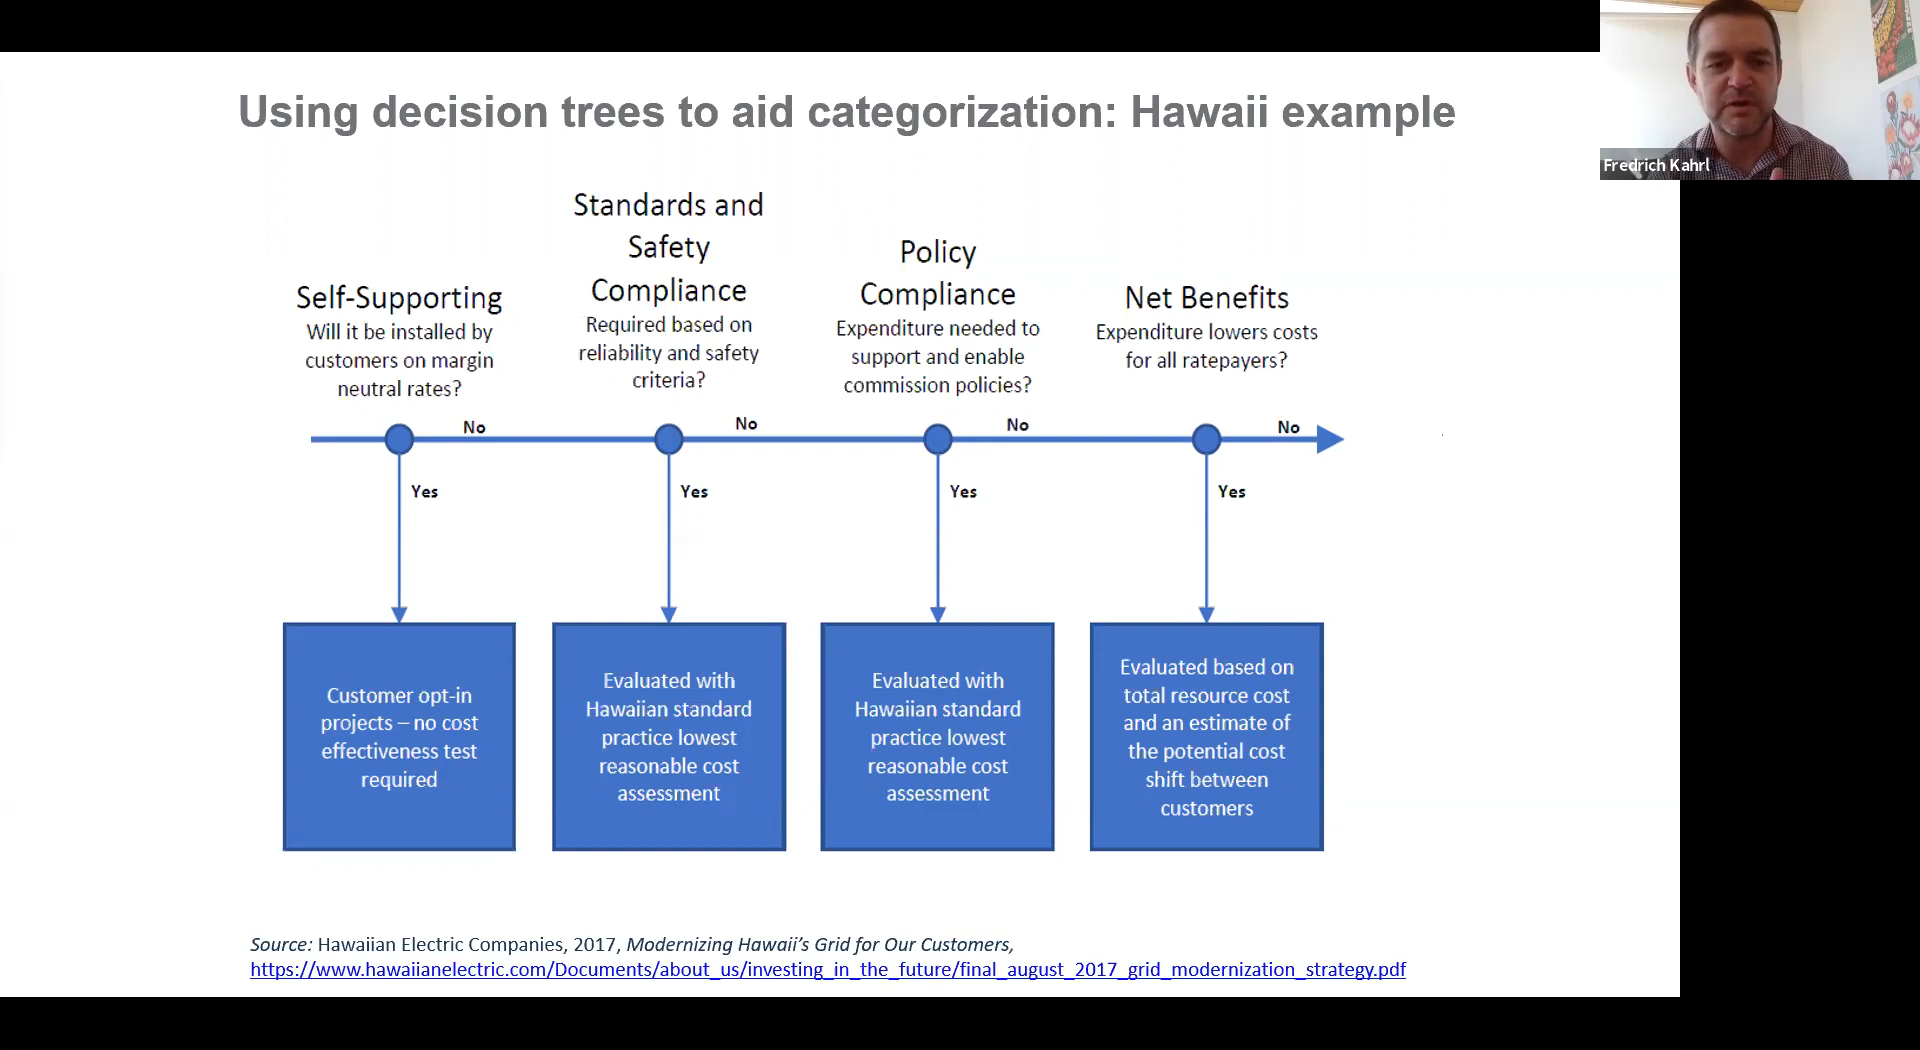 Using decision trees to aid categorization: Hawaii example
Fredrich Kahrl
Self-Supporting
Will it be installed by
customers on margin
neutral rates?
Standards and
Safety
Compliance
Required based on
reliability and safety
criteria?
Policy
Compliance
Expenditure needed to
support and enable
commission policies?
Net Benefits
Expenditure lowers costs
for all ratepayers?
No
No
No
No
Yes
Yes
Yes
Yes
Customer opt-in
projects – no cost
effectiveness test
required
Evaluated with
Hawaiian standard
practice lowest
reasonable cost
assessment
Evaluated with
Hawaiian standard
practice lowest
reasonable cost
assessment
Evaluated based on
total resource cost
and an estimate of
the potential cost
shift between
customers
Source: Hawaiian Electric Companies, 2017, Modernizing Hawaii’s Grid for Our Customers,
https://www.hawaiianelectric.com/Documents/about_us/investing_in_the_future/final_august_2017_grid_modernization_strategy.pdf